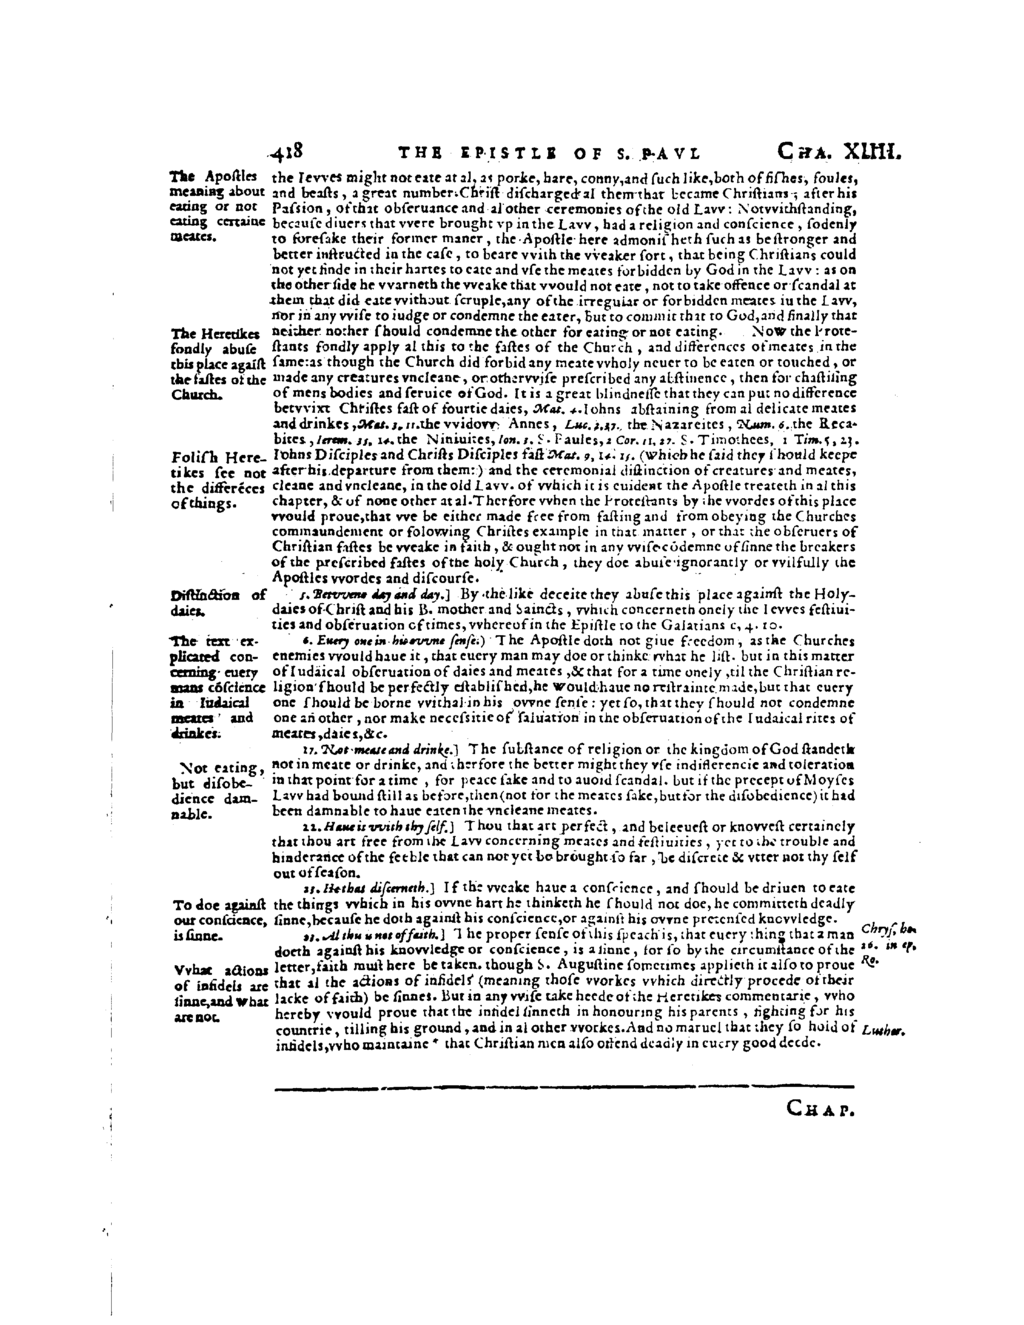 418 THE EPISTLE OF S. PAVL CHA. XIIII.
The Apostles
meaning about
eating or not
eating certaine
meates.
the Ievves might not eate at al, as porke, hare, conny, and such like, both of fishes, foules,
and beasts, a great number: Christ discharged al them that became Christians, after his
Passion, of that obseruance and al other ceremonies of the old Lavv: Notvvithstanding,
because diuers that vvere brought vp in the Lavv, had a religion and conscience, sodenly
to foresake their former maner, the Apostle here admonisheth such as be stronger and
better instructed in the case, to beare vvith the vveaker sort, that being Christians could
not yet finde in their hartes to eate and vse the meates forbidden by God in the Lavv: as on
the other side he vvarneth the vveake that vvould not eate, not to take offence or scandal at
them that did eate vvithout scruple, any of the irregular or forbidden meates in the Lavv,
nor in any vvise to iudge or condemne the eater, but to commit that to God, and finally that
neither nother should condemne the other for eating or not eating. Now the Prote-
stants fondly apply al this to the fastes of the Church, and differences of meates in the
same: as though the Church did forbid any meate vvholy neuer to be eaten or touched, or
made any creatures vncleane, or othervvise prescribed any abstinence, then for chastising
of mens bodies and seruice of God. It is a great blindnesse that they can put no difference
betvvixt Christes fast of fourtie daies, Mat. 4. Iohns abstaining from al delicate meates
and drinkes, Mat. 3, 11. the vvidovv Annes, Luc. 2, 37. the Nazareites, Num. 6. the Reca-
bites, Ierem. 35, 14. the Niniuites, Ion. 3. S. Paules, 2 Cor. 11, 27. S. Timothees, 1 Tim. 5, 23.
Iohns Disciples and Christs Disciples fast Mat. 9, 14. 15. (which he said they should keepe
after his departure from them:) and the ceremonial distinction of creatures and meates,
cleane and vncleane, in the old Lavv. of vvhich it is euident the Apostle treateth in al this
chapter, & of none other at al. Therfore vvhen the Protestants by the vvordes of this place
vvould proue, that vve be either made free from fasting and from obeying the Churches
commaundement or folovving Christes example in that matter, or that the obseruers of
Christian fastes be vveake in faith, & ought not in any vvise cōdemne of sinne the breakers
of the prescribed fastes of the holy Church, they doe abuse ignorantly or vvilfully the
Apostles vvordes and discourse.
The Heretikes
fondly abuse
this place agaist
the fastes of the
Church.
Folish Here-
tikes see not
the differēces
of things.
Distinction of
daies.
5. Betvvene day and day.] By the like deceite they abuse this place against the Holy-
daies of Christ and his B. mother and Saincts, vvhich concerneth onely the Ievves festiui-
ties and obseruation of times, vvhereof in the Epistle to the Galatians c, 4. 10.
The text ex-
plicated con-
cerning euery
mans cōscience
in Iudaical
meates and
drinkes.
6. Euery one in his ovvne sense.) The Apostle doth not giue freedom, as the Churches
enemies vvould haue it, that euery man may doe or thinke vvhat he list. but in this matter
of Iudaical obseruation of daies and meates, & that for a time onely, til the Christian re-
ligion should be perfectly established, he would haue no restrainte made, but that euery
one should be borne vvithal in his ovvne sense: yet so, that they should not condemne
one an other, nor make necessitie of saluation in the obseruation of the Iudaical rites of
meates, daies, &c.
Not eating,
but disobe-
dience dam-
nable.
17. Not meate and drinke.] The substance of religion or the kingdom of God standeth
not in meate or drinke, and therfore the better might they vse indifferencie and toleration
in that point for a time, for peace sake and to auoid scandal. but if the precept of Moyses
Lavv had bound still as before, then (not for the meates sake, but for the disobedience) it had
been damnable to haue eaten the vncleane meates.
22. Haue it vvith thy self.] Thou that art perfect, and beleeuest or knovvest certainely
that thou art free from the Lavv concerning meates and festiuities, yet to the trouble and
hinderance of the feeble that can not yet be brought so far, be discrete & vtter not thy self
out of season.
To doe against
our conscience,
is sinne.
23. He that discerneth.] If the vveake haue a conscience, and should be driuen to eate
the things vvhich in his ovvne hart he thinketh he should not doe, he committeth deadly
sinne, because he doth against his conscience, or against his ovvne pretensed knovvledge.
23. Al that is not of faith.] The proper sense of this speach is, that euery thing that a man
doeth against his knovvledge or conscience, is a sinne, for so by the circumstance of the
letter, faith must here be taken. though S. Augustine sometimes applieth it also to proue
that al the actions of infidels (meaning those vvorkes vvhich directly procede of their
lacke of faith) be sinnes. But in any vvise take heede of the Heretikes commentarie, vvho
hereby vvould proue that the infidel sinneth in honouring his parents, fighting for his
countrie, tilling his ground, and in al other vvorkes. And no maruel that they so hold of
infidels, vvho maintaine * that Christian men also offend deadly in euery good deede.
Chrys. ho.
26. in ep.
Ro.
Vvhat actions
of infidels are
sinne, and what
are not.
Luther.
CHAP.